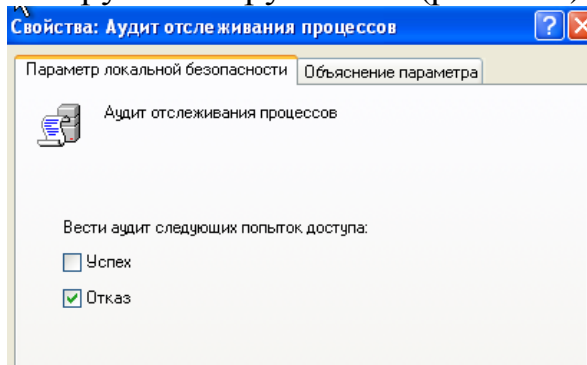 Свойства: Аудит отслеживания процессов
Параметр локальной безопасности Объяснение параметра
Аудит отслеживания процессов
Вести аудит следующих попыток доступа:
Успех
Отказ